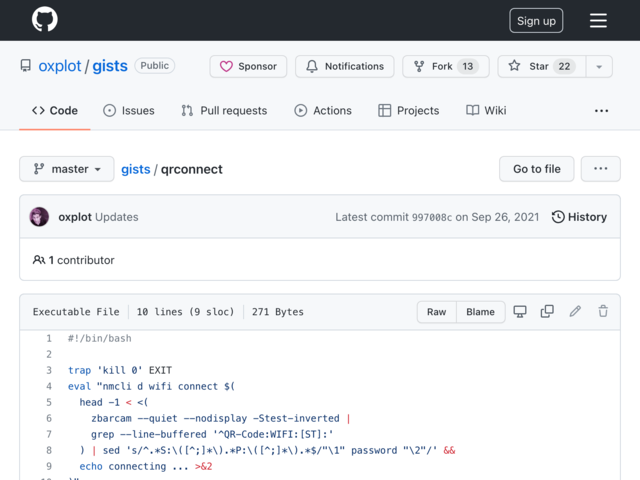 Sign up
oxplot / gists Public
Sponsor Notifications Fork 13 Star 22
Code Issues Pull requests Actions Projects Wiki
master gists / qrconnect Go to file
oxplot Updates Latest commit 997008c on Sep 26, 2021 History
1 contributor
Executable File 10 lines (9 sloc) 271 Bytes Raw Blame
1 #!/bin/bash
2
3 trap 'kill 0' EXIT
4 eval "nmcli d wifi connect $(
5 head -1 < <(
6 zbarcam --quiet --nodisplay -Stest-inverted |
7 grep --line-buffered '^QR-Code:WIFI:[ST]:'
8 ) | sed 's/^.*S:\([^;]*\).*P:\([^;]*\).*$/"\1" password "\2"/' &&
9 echo connecting ... >&2
10 )"